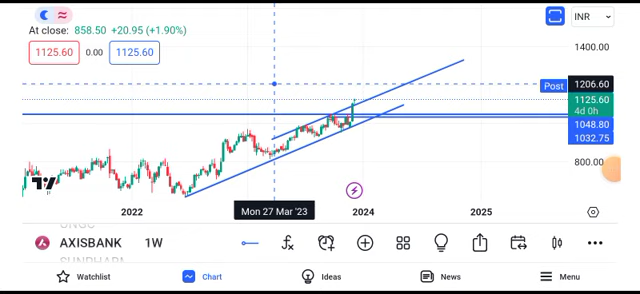 INR
At close: 858.50 +20.95 (+1.90%)
1125.60 0.00 1125.60
1400.00
Post 1206.60
1125.60
4d 0h
1048.80
1032.75
800.00
2022 Mon 27 Mar '23 2024 2025
ONGC
AXISBANK 1W
SUNPHARMA
Watchlist Chart Ideas News Menu